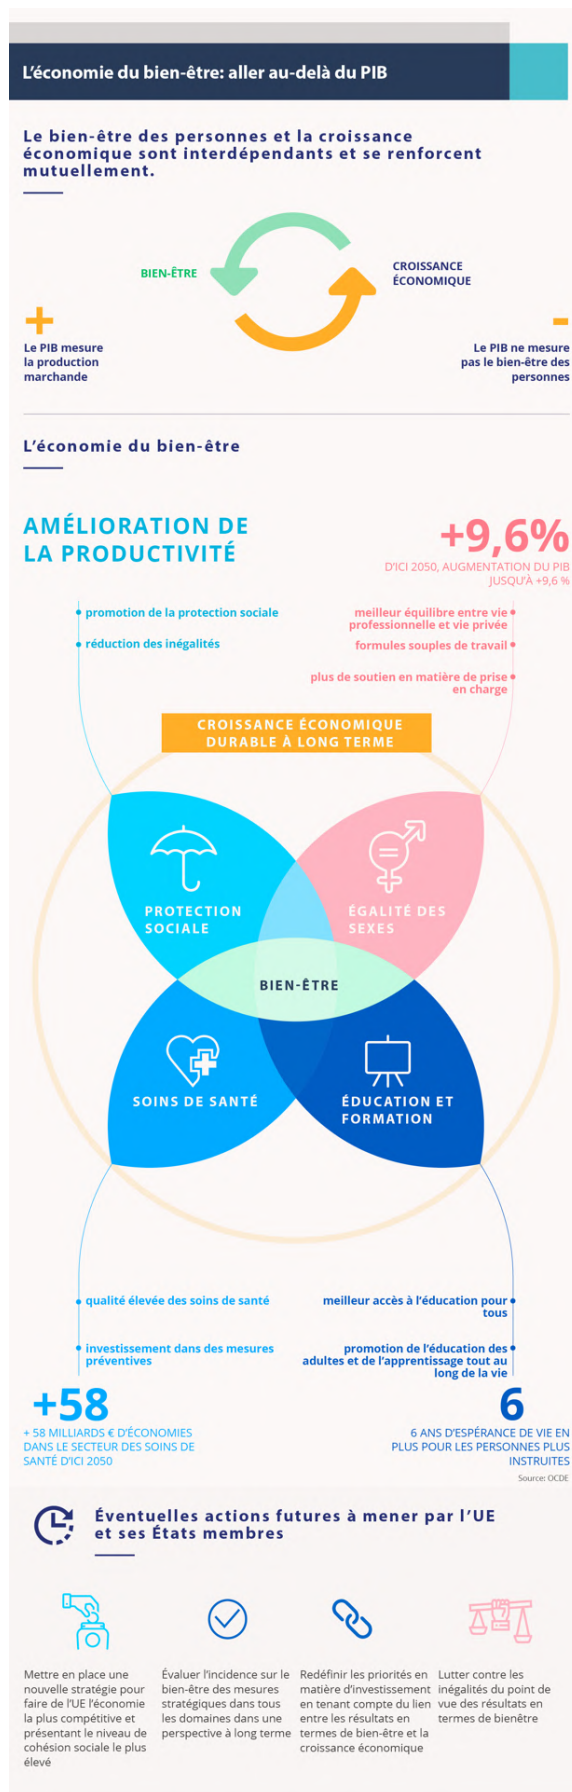 L'économie du bien-être: aller au-delà du PIB
Le bien-être des personnes et la croissance
économique sont interdépendants et se renforcent
mutuellement.
BIEN-ÊTRE
CROISSANCE
ÉCONOMIQUE
+
Le PIB mesure
la production
marchande
-
Le PIB ne mesure
pas le bien-être des
personnes
L'économie du bien-être
AMÉLIORATION DE
LA PRODUCTIVITÉ
+9,6%
D'ICI 2050, AUGMENTATION DU PIB
JUSQU'À +9,6 %
promotion de la protection sociale
réduction des inégalités
meilleur équilibre entre vie
professionnelle et vie privée
formules souples de travail
plus de soutien en matière de prise
en charge
CROISSANCE ÉCONOMIQUE
DURABLE À LONG TERME
PROTECTION
SOCIALE
ÉGALITÉ DES
SEXES
BIEN-ÊTRE
SOINS DE SANTÉ
ÉDUCATION ET
FORMATION
qualité élevée des soins de santé
investissement dans des mesures
préventives
meilleur accès à l'éducation pour
tous
promotion de l'éducation des
adultes et de l'apprentissage tout au
long de la vie
+58
+ 58 MILLIARDS € D'ÉCONOMIES
DANS LE SECTEUR DES SOINS DE
SANTÉ D'ICI 2050
6
6 ANS D'ESPÉRANCE DE VIE EN
PLUS POUR LES PERSONNES PLUS
INSTRUITES
Source: OCDE
Éventuelles actions futures à mener par l'UE
et ses États membres
Mettre en place une
nouvelle stratégie pour
faire de l'UE l'économie
la plus compétitive et
présentant le niveau de
cohésion sociale le plus
élevé
Évaluer l'incidence sur le
bien-être des mesures
stratégiques dans tous
les domaines dans une
perspective à long terme
Redéfinir les priorités en
matière d'investissement
en tenant compte du lien
entre les résultats en
termes de bien-être et la
croissance économique
Lutter contre les
inégalités du point de
vue des résultats en
termes de bienêtre